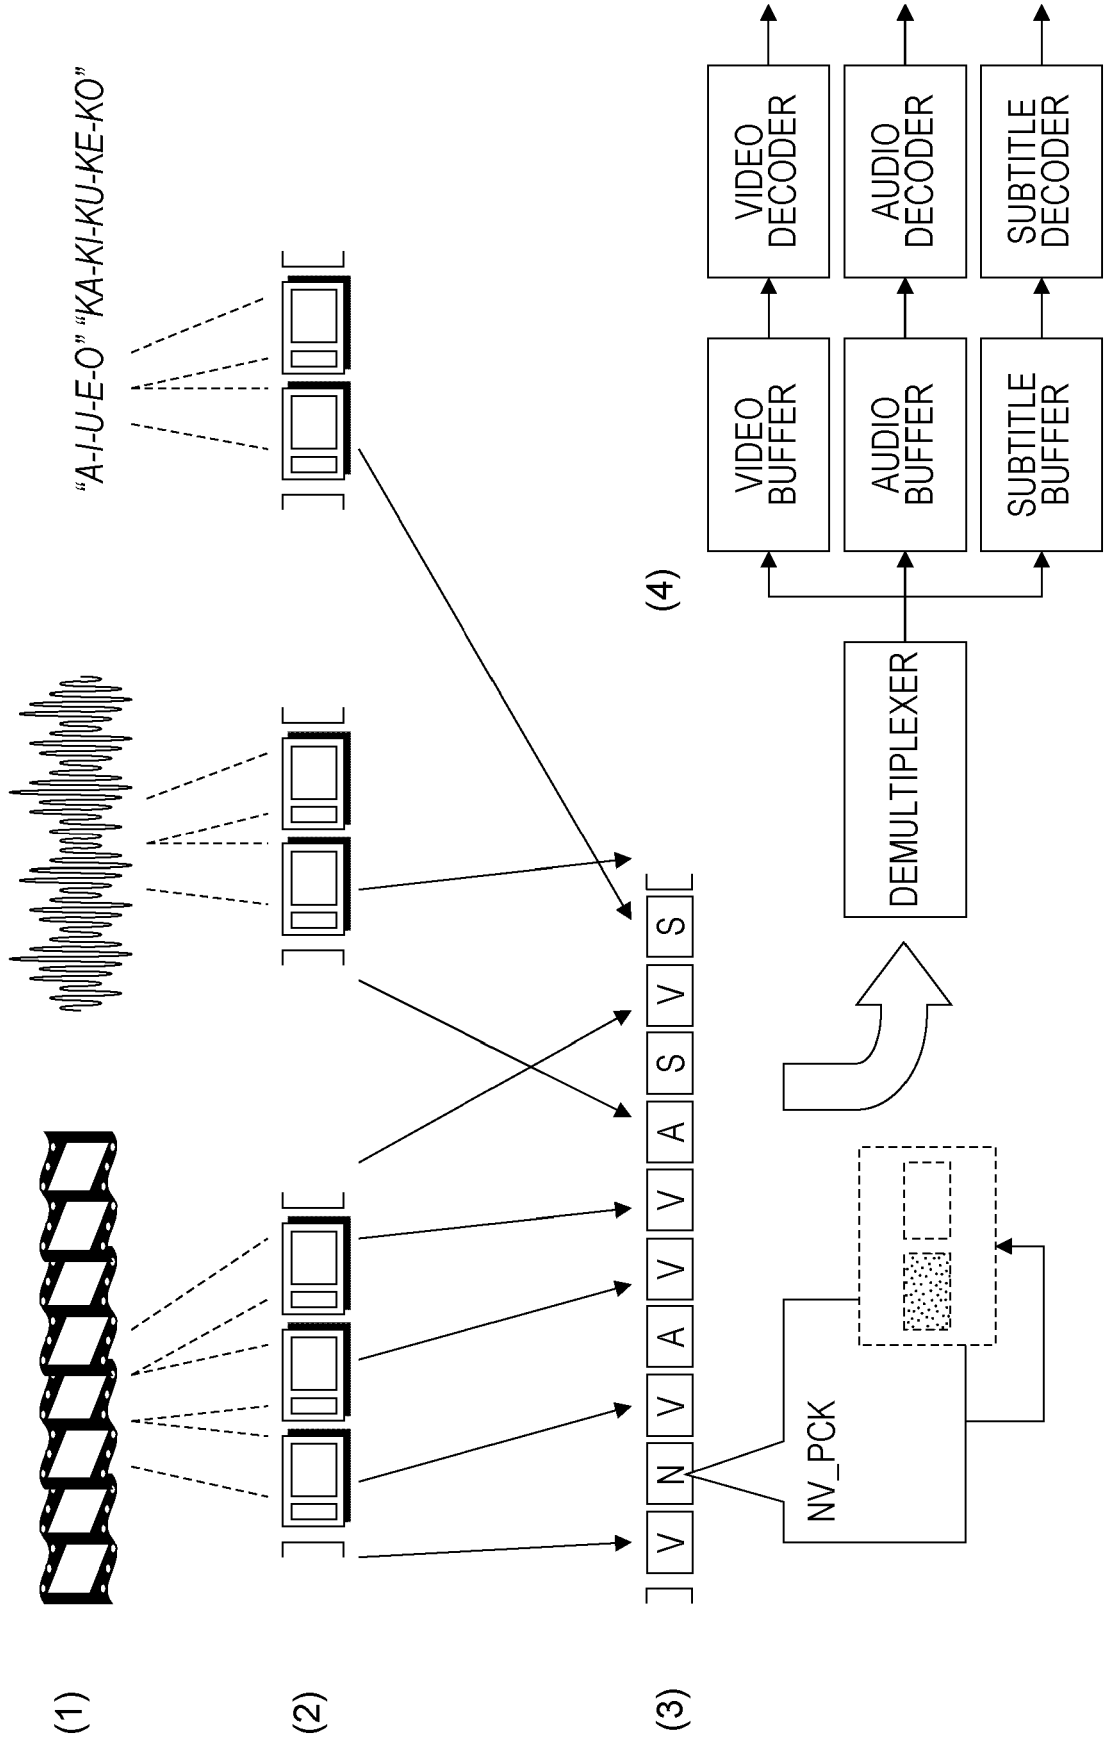 (1)
“A-I-U-E-O” “KA-KI-KU-KE-KO”
(2)
(3)
V N V A V V A S V S
NV_PCK
(4)
DEMULTIPLEXER
VIDEO
BUFFER
VIDEO
DECODER
AUDIO
BUFFER
AUDIO
DECODER
SUBTITLE
BUFFER
SUBTITLE
DECODER